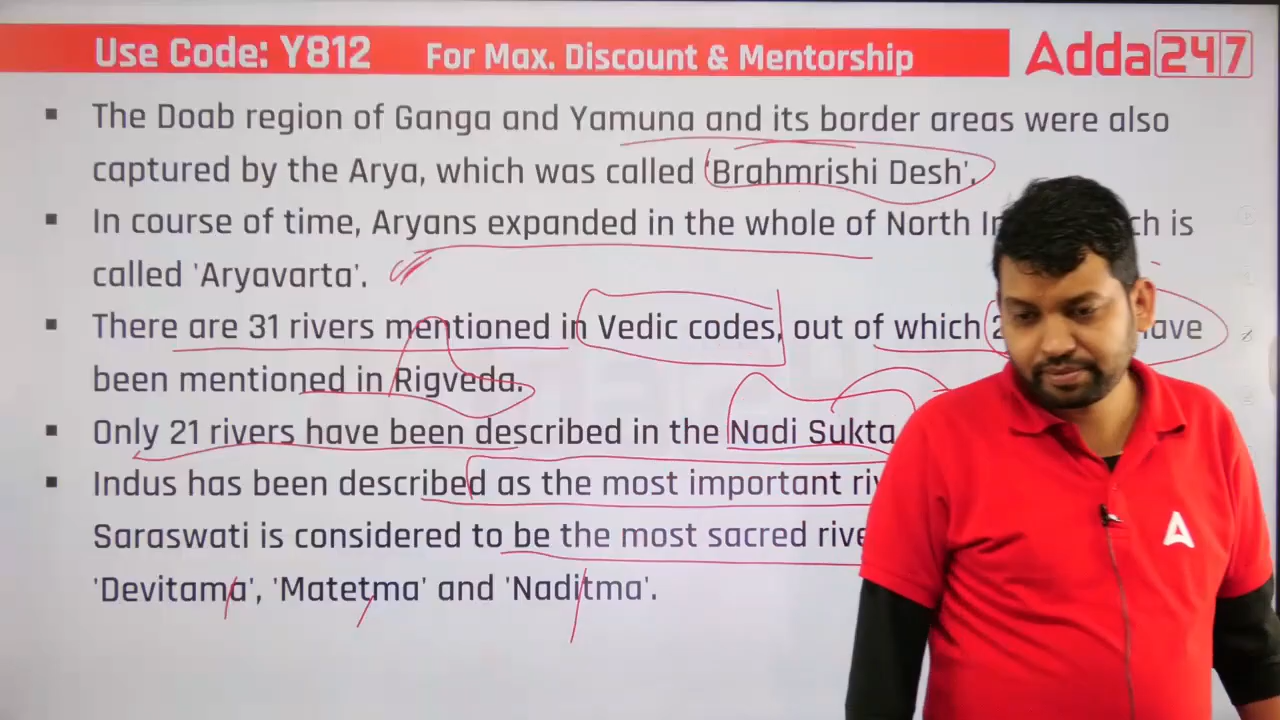 Use Code: Y812 For Max. Discount & Mentorship Adda247
▪ The Doab region of Ganga and Yamuna and its border areas were also
captured by the Arya, which was called 'Brahmrishi Desh'.
▪ In course of time, Aryans expanded in the whole of North is
called 'Aryavarta'.
▪ There are 31 rivers mentioned in Vedic codes, out of which
been mentioned in Rigveda.
▪ Only 21 rivers have been described in the Nadi Sukta
▪ Indus has been described as the most important
Saraswati is considered to be the most sacred
'Devitama', 'Matetma' and 'Naditma'.